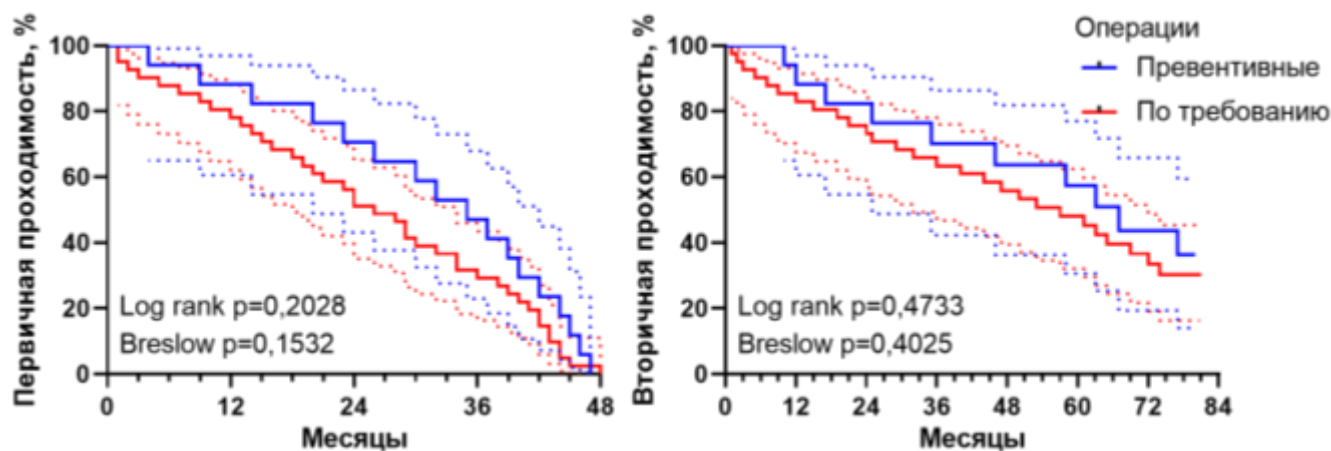 Первичная проходимость, %
100
80
60
40
20
0
Log rank p=0,2028
Breslow p=0,1532
0 12 24 36 48
Месяцы
Вторичная проходимость, %
100
80
60
40
20
0
Log rank p=0,4733
Breslow p=0,4025
0 12 24 36 48 60 72 84
Месяцы
Операции
Превентивные
По требованию